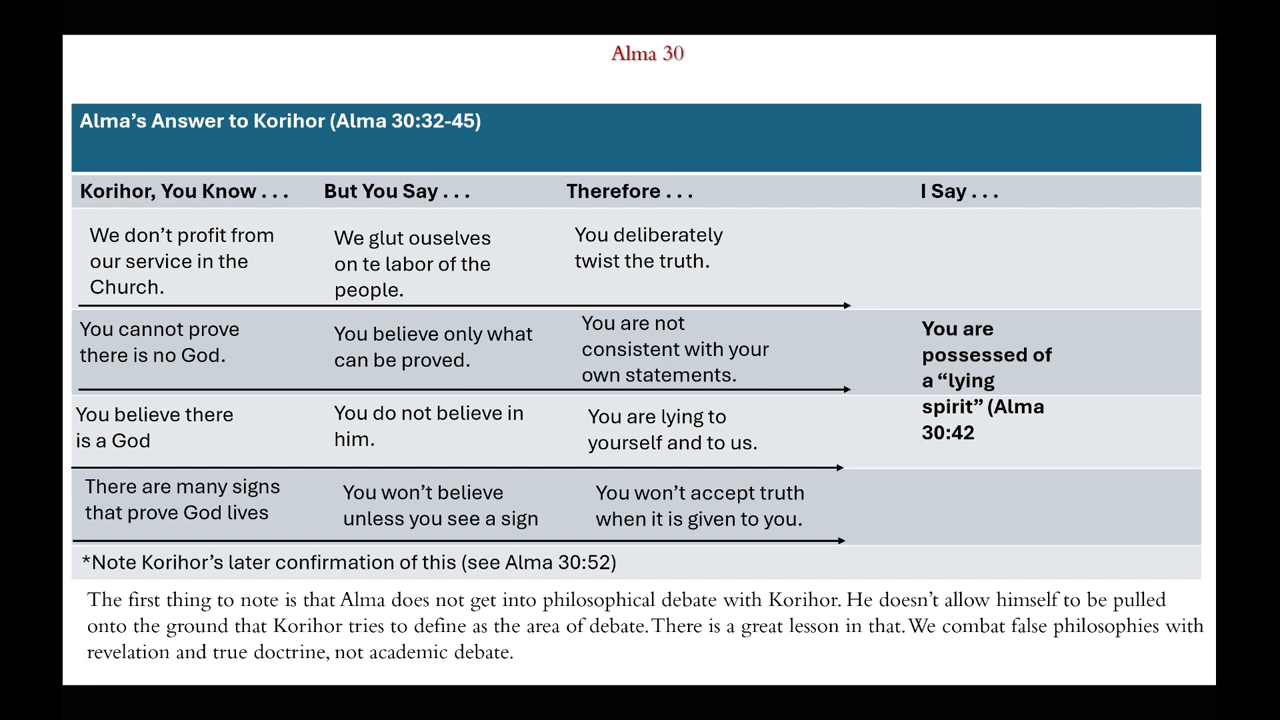 Alma 30
Alma’s Answer to Korihor (Alma 30:32-45)
Korihor, You Know . . .
But You Say . . .
Therefore . . .
I Say . . .
We don’t profit from
our service in the
Church.
We glut ouselves
on te labor of the
people.
You deliberately
twist the truth.
You cannot prove
there is no God.
You believe only what
can be proved.
You are not
consistent with your
own statements.
You are
possessed of
a “lying
spirit” (Alma
30:42
You believe there
is a God
You do not believe in
him.
You are lying to
yourself and to us.
There are many signs
that prove God lives
You won’t believe
unless you see a sign
You won’t accept truth
when it is given to you.
*Note Korihor’s later confirmation of this (see Alma 30:52)
The first thing to note is that Alma does not get into philosophical debate with Korihor. He doesn’t allow himself to be pulled
onto the ground that Korihor tries to define as the area of debate. There is a great lesson in that. We combat false philosophies with
revelation and true doctrine, not academic debate.